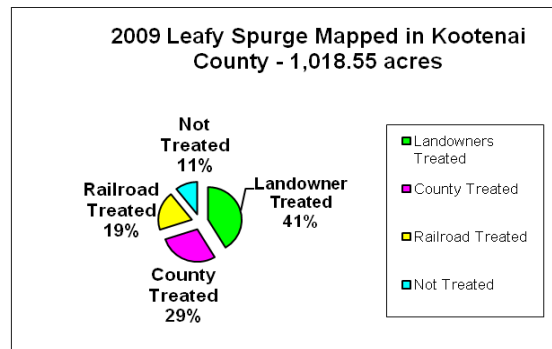 2009 Leafy Spurge Mapped in Kootenai
County - 1,018.55 acres
Not
Treated
11%
Railroad
Treated
19%
Landowner
Treated
41%
County
Treated
29%
Landowners
Treated
County Treated
Railroad Treated
Not Treated